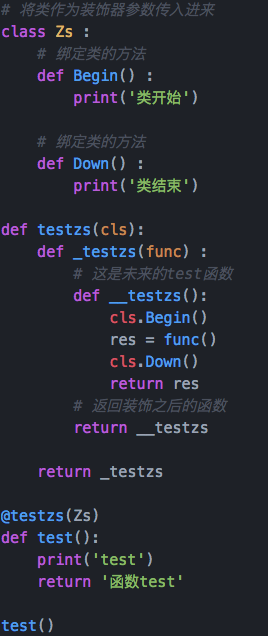 # 将类作为装饰器参数传入进来
class Zs :
    # 绑定类的方法
    def Begin() :
        print('类开始')

    # 绑定类的方法
    def Down() :
        print('类结束')

def testzs(cls):
    def _testzs(func) :
        # 这是未来的test函数
        def __testzs():
            cls.Begin()
            res = func()
            cls.Down()
            return res
        # 返回装饰之后的函数
        return __testzs

    return _testzs

@testzs(Zs)
def test():
    print('test')
    return '函数test'

test()